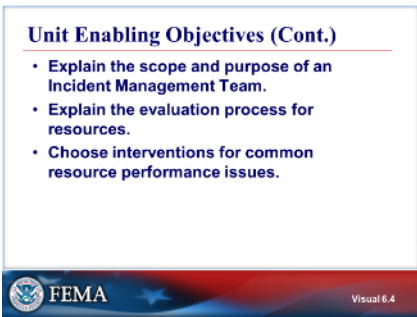 Unit Enabling Objectives (Cont.)
• Explain the scope and purpose of an
Incident Management Team.
• Explain the evaluation process for
resources.
• Choose interventions for common
resource performance issues.
FEMA
Visual 6.4